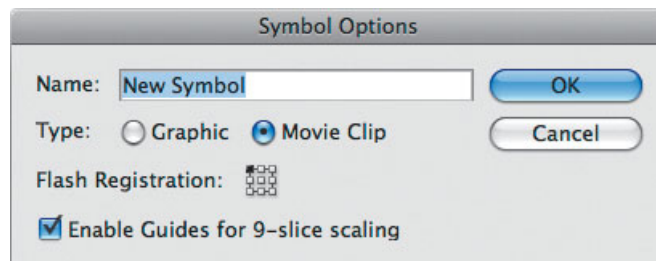 Symbol Options
Name: New Symbol OK
Type: Graphic Movie Clip Cancel
Flash Registration:
Enable Guides for 9-slice scaling